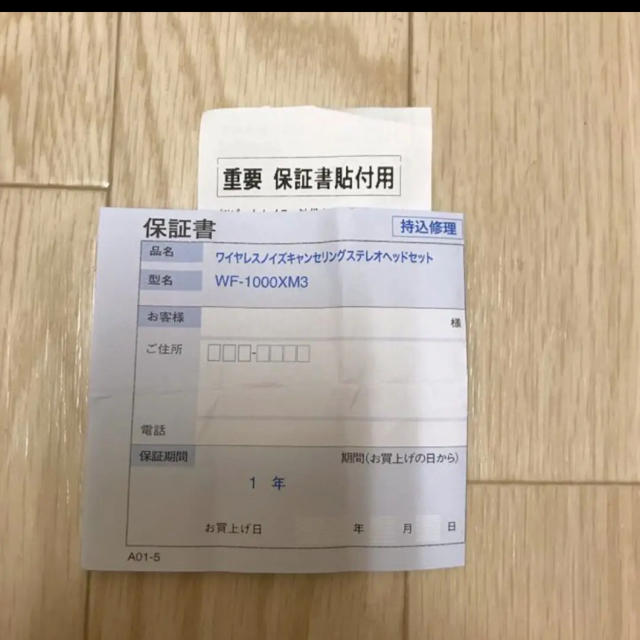 重要 保証書貼付用
保証書 持込修理
品名 ワイヤレスノイズキャンセリングステレオヘッドセット
型名 WF-1000XM3
お客様 様
ご住所
電話
保証期間 期間(お買上げの日から)
1 年
お買上げ日 年 月 日
A01-5